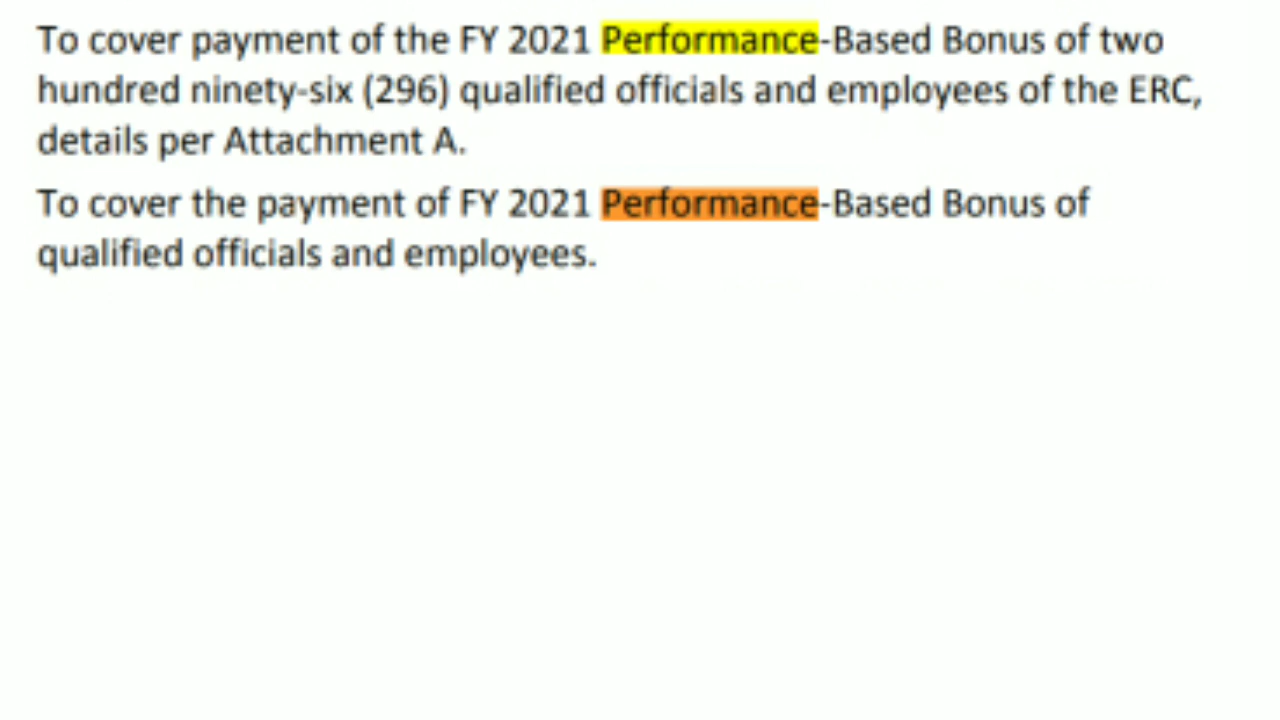 To cover payment of the FY 2021 Performance-Based Bonus of two
hundred ninety-six (296) qualified officials and employees of the ERC,
details per Attachment A.
To cover the payment of FY 2021 Performance-Based Bonus of
qualified officials and employees.